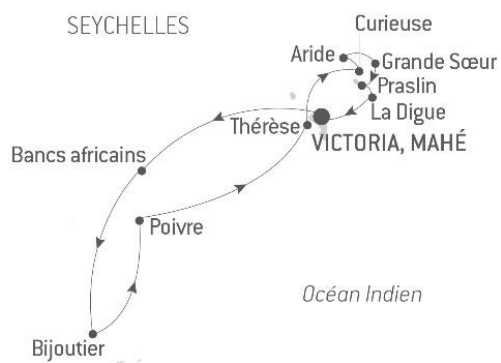 SEYCHELLES
Curieuse
Aride
Grande Sœur
Praslin
La Digue
Thérèse
VICTORIA, MAHÉ
Bancs africains
Poivre
Océan Indien
Bijoutier